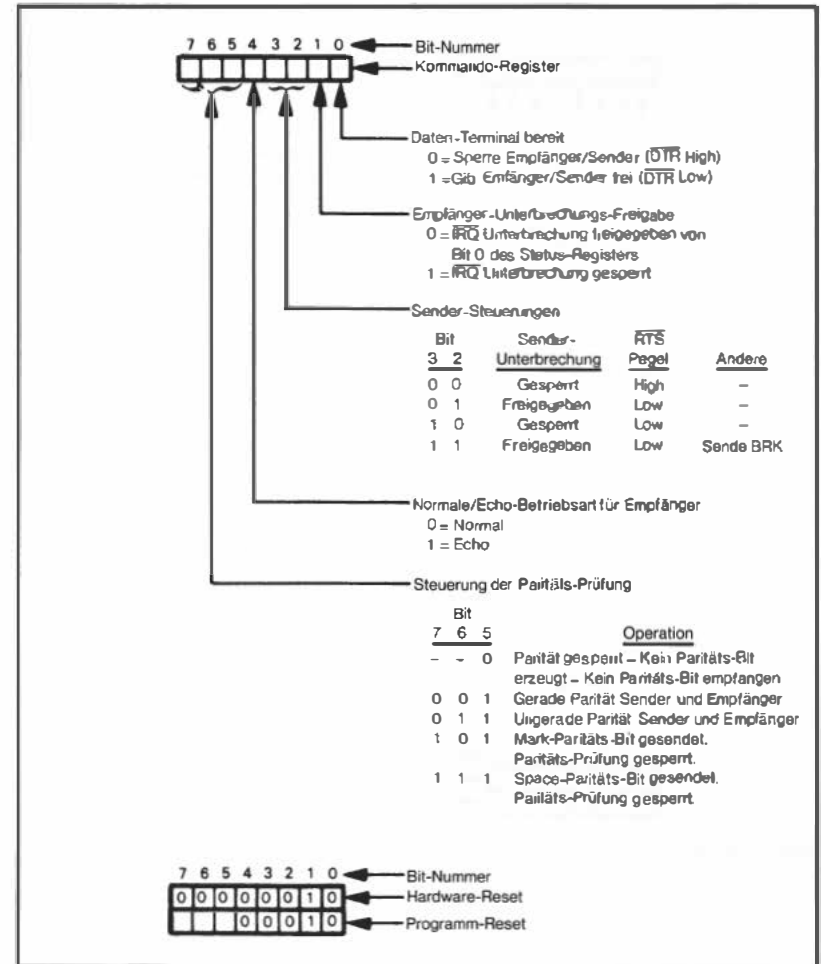 7 6 5 4 3 2 1 0 Bit-Nummer
Kommando-Register
Daten-Terminal bereit
0 = Sperre Empfänger/Sender (D̅T̅R̅ High)
1 = Gib Emfänger/Sender frei (D̅T̅R̅ Low)
Empfänger-Unterbrechungs-Freigabe
0 = I̅R̅Q̅ Unterbrechung freigegeben von
Bit 0 des Status-Registers
1 = I̅R̅Q̅ Unterbrechung gesperrt
Sender-Steuerungen
Bit Sender- R̅T̅S̅
3 2 Unterbrechung Pegel Andere
0 0 Gesperrt High –
0 1 Freigegeben Low –
1 0 Gesperrt Low –
1 1 Freigegeben Low Sende BRK
Normale/Echo-Betriebsart für Empfänger
0 = Normal
1 = Echo
Steuerung der Paritäts-Prüfung
Bit
7 6 5 Operation
– – 0 Parität gesperrt – Kein Paritäts-Bit
erzeugt – Kein Paritäts-Bit empfangen
0 0 1 Gerade Parität Sender und Empfänger
0 1 1 Ungerade Parität Sender und Empfänger
1 0 1 Mark-Paritäts-Bit gesendet.
Paritäts-Prüfung gesperrt.
1 1 1 Space-Paritäts-Bit gesendet.
Paritäts-Prüfung gesperrt.
7 6 5 4 3 2 1 0 Bit-Nummer
0 0 0 0 0 0 1 0 Hardware-Reset
0 0 0 1 0 Programm-Reset